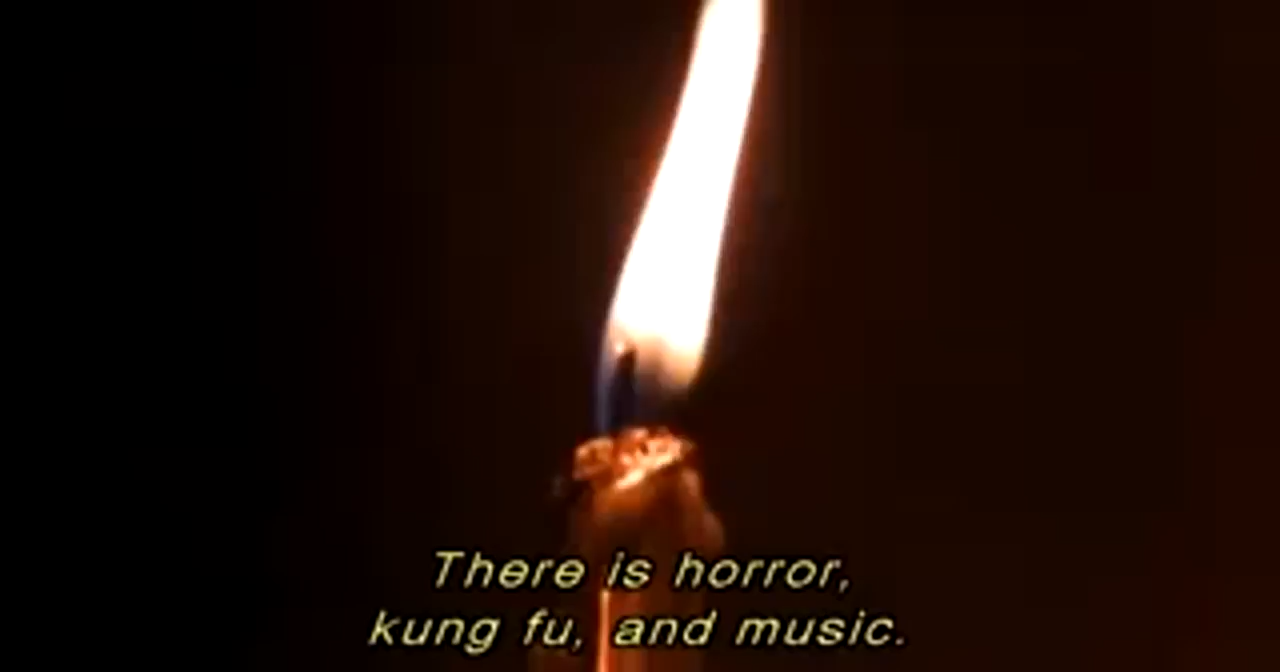 There is horror,
kung fu, and music.